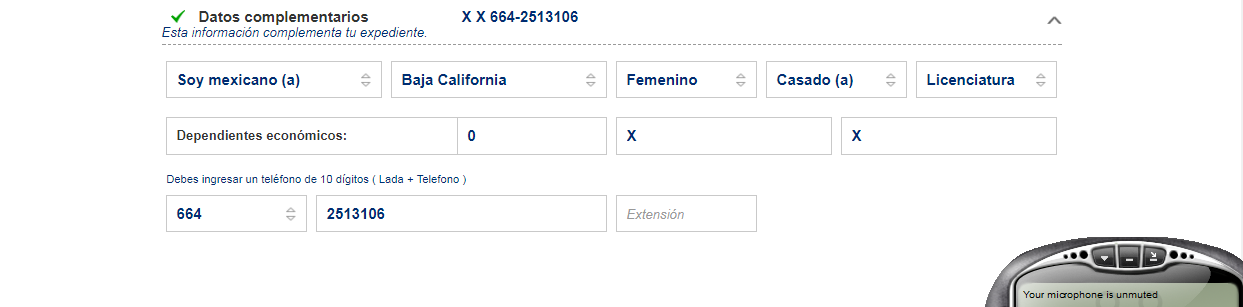 Datos complementarios X X 664-2513106
Esta información complementa tu expediente.
Soy mexicano (a) Baja California Femenino Casado (a) Licenciatura
Dependientes económicos: 0 X X
Debes ingresar un teléfono de 10 dígitos ( Lada + Telefono )
664 2513106 Extensión
Your microphone is unmuted